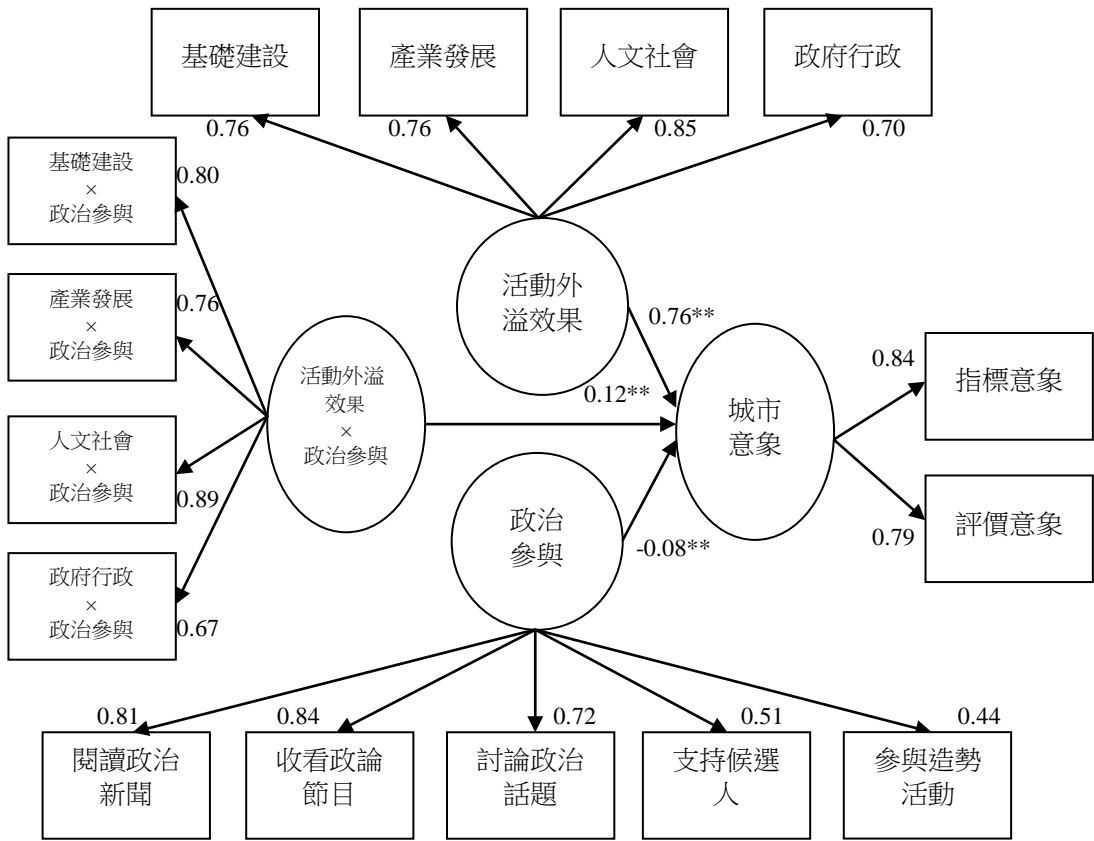 基礎建設
產業發展
人文社會
政府行政
0.76
0.76
0.85
0.70
基礎建設
×
政治參與
0.80
產業發展
×
政治參與
0.76
人文社會
×
政治參與
0.89
政府行政
×
政治參與
0.67
活動外溢
效果
×
政治參與
活動外
溢效果
0.76**
0.12**
政治
參與
-0.08**
城市
意象
0.84
指標意象
0.79
評價意象
0.81
0.84
0.72
0.51
0.44
閱讀政治
新聞
收看政論
節目
討論政治
話題
支持候選
人
參與造勢
活動